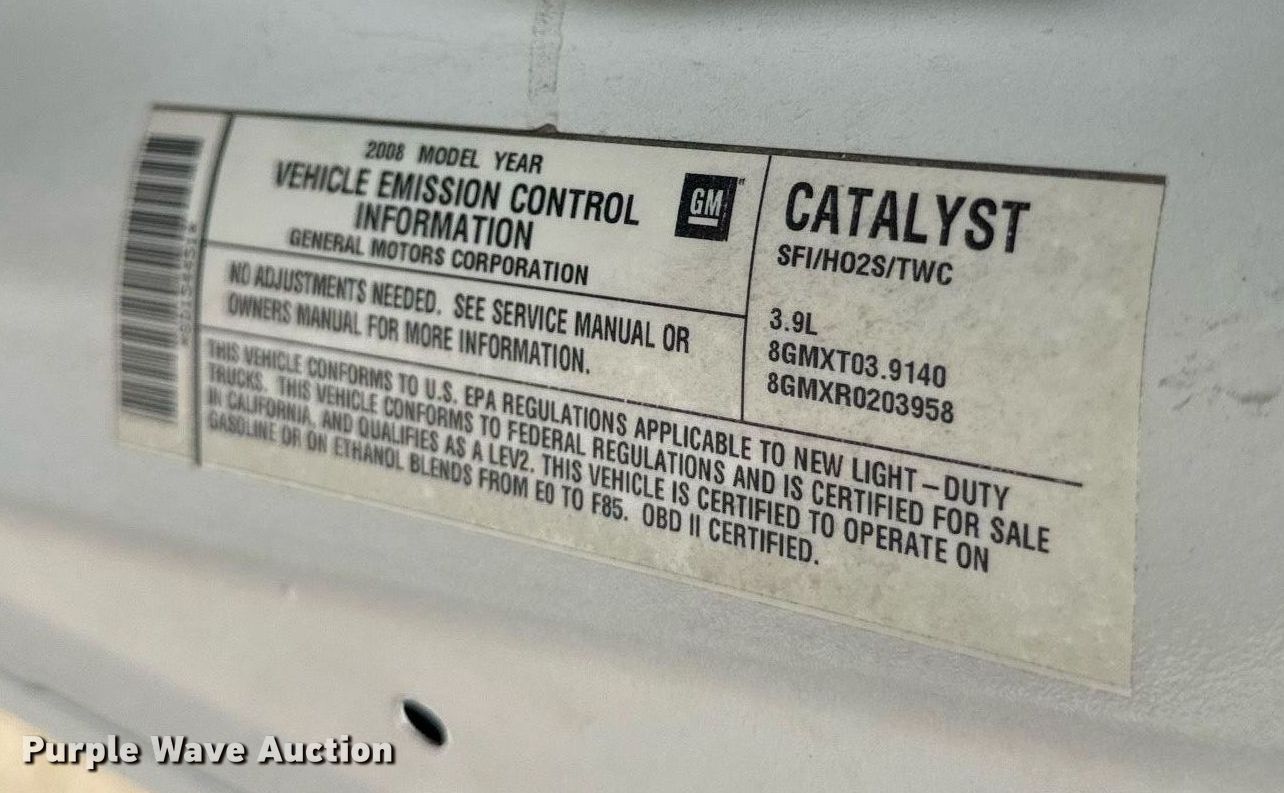 2008 MODEL YEAR
VEHICLE EMISSION CONTROL
INFORMATION
GENERAL MOTORS CORPORATION
GM
NO ADJUSTMENTS NEEDED. SEE SERVICE MANUAL OR
OWNERS MANUAL FOR MORE INFORMATION.
CATALYST
SFI/HO2S/TWC
3.9L
8GMXT03.9140
8GMXR0203958
THIS VEHICLE CONFORMS TO U.S. EPA REGULATIONS APPLICABLE TO NEW LIGHT-DUTY
TRUCKS. THIS VEHICLE CONFORMS TO FEDERAL REGULATIONS AND IS CERTIFIED FOR SALE
IN CALIFORNIA, AND QUALIFIES AS A LEV2. THIS VEHICLE IS CERTIFIED TO OPERATE ON
GASOLINE OR ON ETHANOL BLENDS FROM E0 TO F85. OBD II CERTIFIED.
Purple Wave Auction